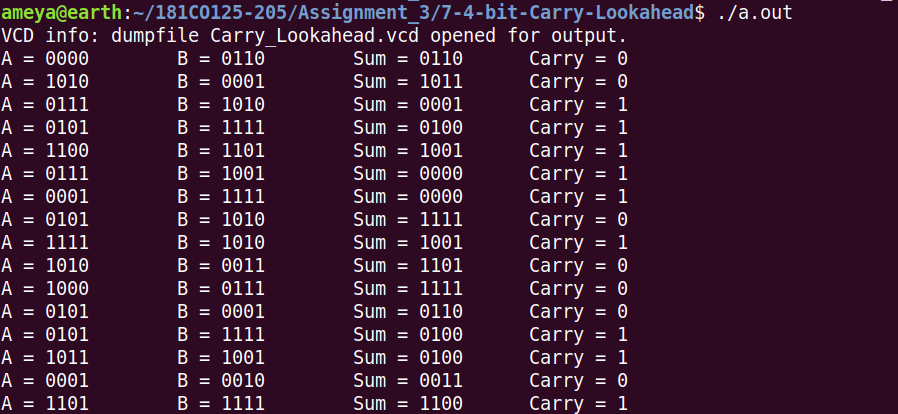 ameya@earth:~/181CO125-205/Assignment_3/7-4-bit-Carry-Lookahead$ ./a.out
VCD info: dumpfile Carry_Lookahead.vcd opened for output.
A = 0000        B = 0110        Sum = 0110      Carry = 0
A = 1010        B = 0001        Sum = 1011      Carry = 0
A = 0111        B = 1010        Sum = 0001      Carry = 1
A = 0101        B = 1111        Sum = 0100      Carry = 1
A = 1100        B = 1101        Sum = 1001      Carry = 1
A = 0111        B = 1001        Sum = 0000      Carry = 1
A = 0001        B = 1111        Sum = 0000      Carry = 1
A = 0101        B = 1010        Sum = 1111      Carry = 0
A = 1111        B = 1010        Sum = 1001      Carry = 1
A = 1010        B = 0011        Sum = 1101      Carry = 0
A = 1000        B = 0111        Sum = 1111      Carry = 0
A = 0101        B = 0001        Sum = 0110      Carry = 0
A = 0101        B = 1111        Sum = 0100      Carry = 1
A = 1011        B = 1001        Sum = 0100      Carry = 1
A = 0001        B = 0010        Sum = 0011      Carry = 0
A = 1101        B = 1111        Sum = 1100      Carry = 1